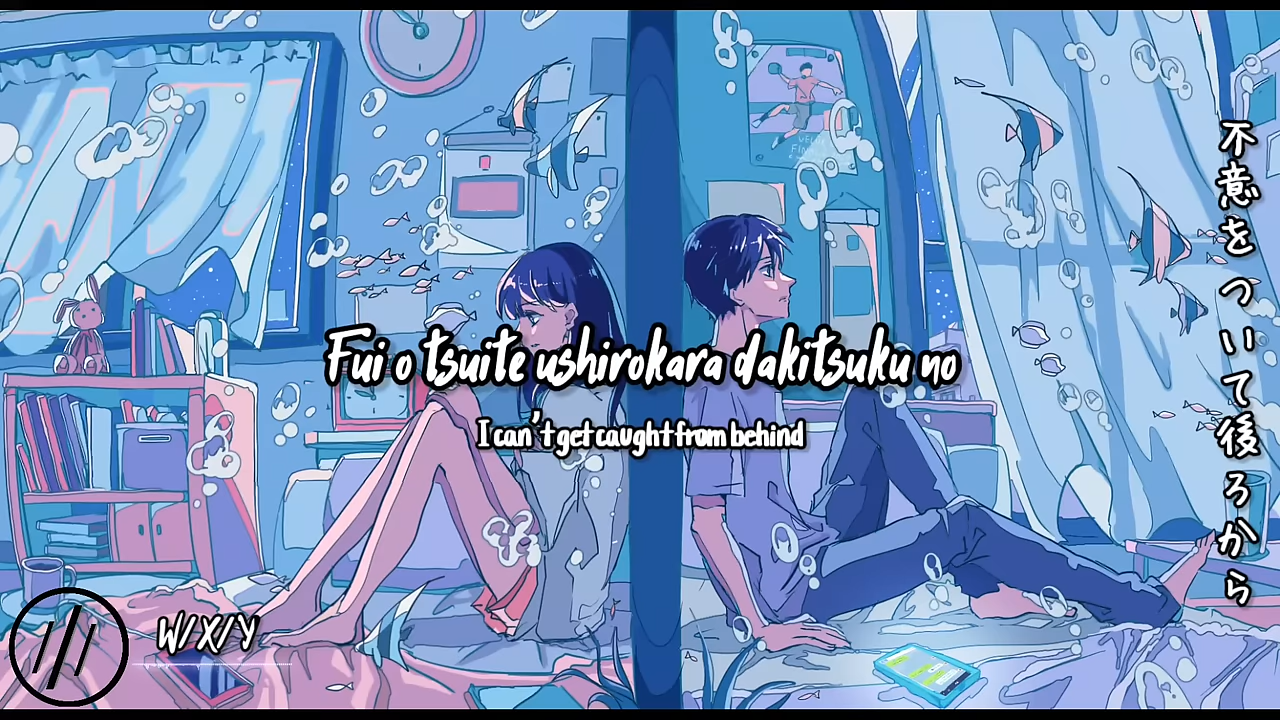 Fui o tsuite ushirokara dakitsuku no
I can't get caught from behind
不意をついて後ろから
W/X/Y